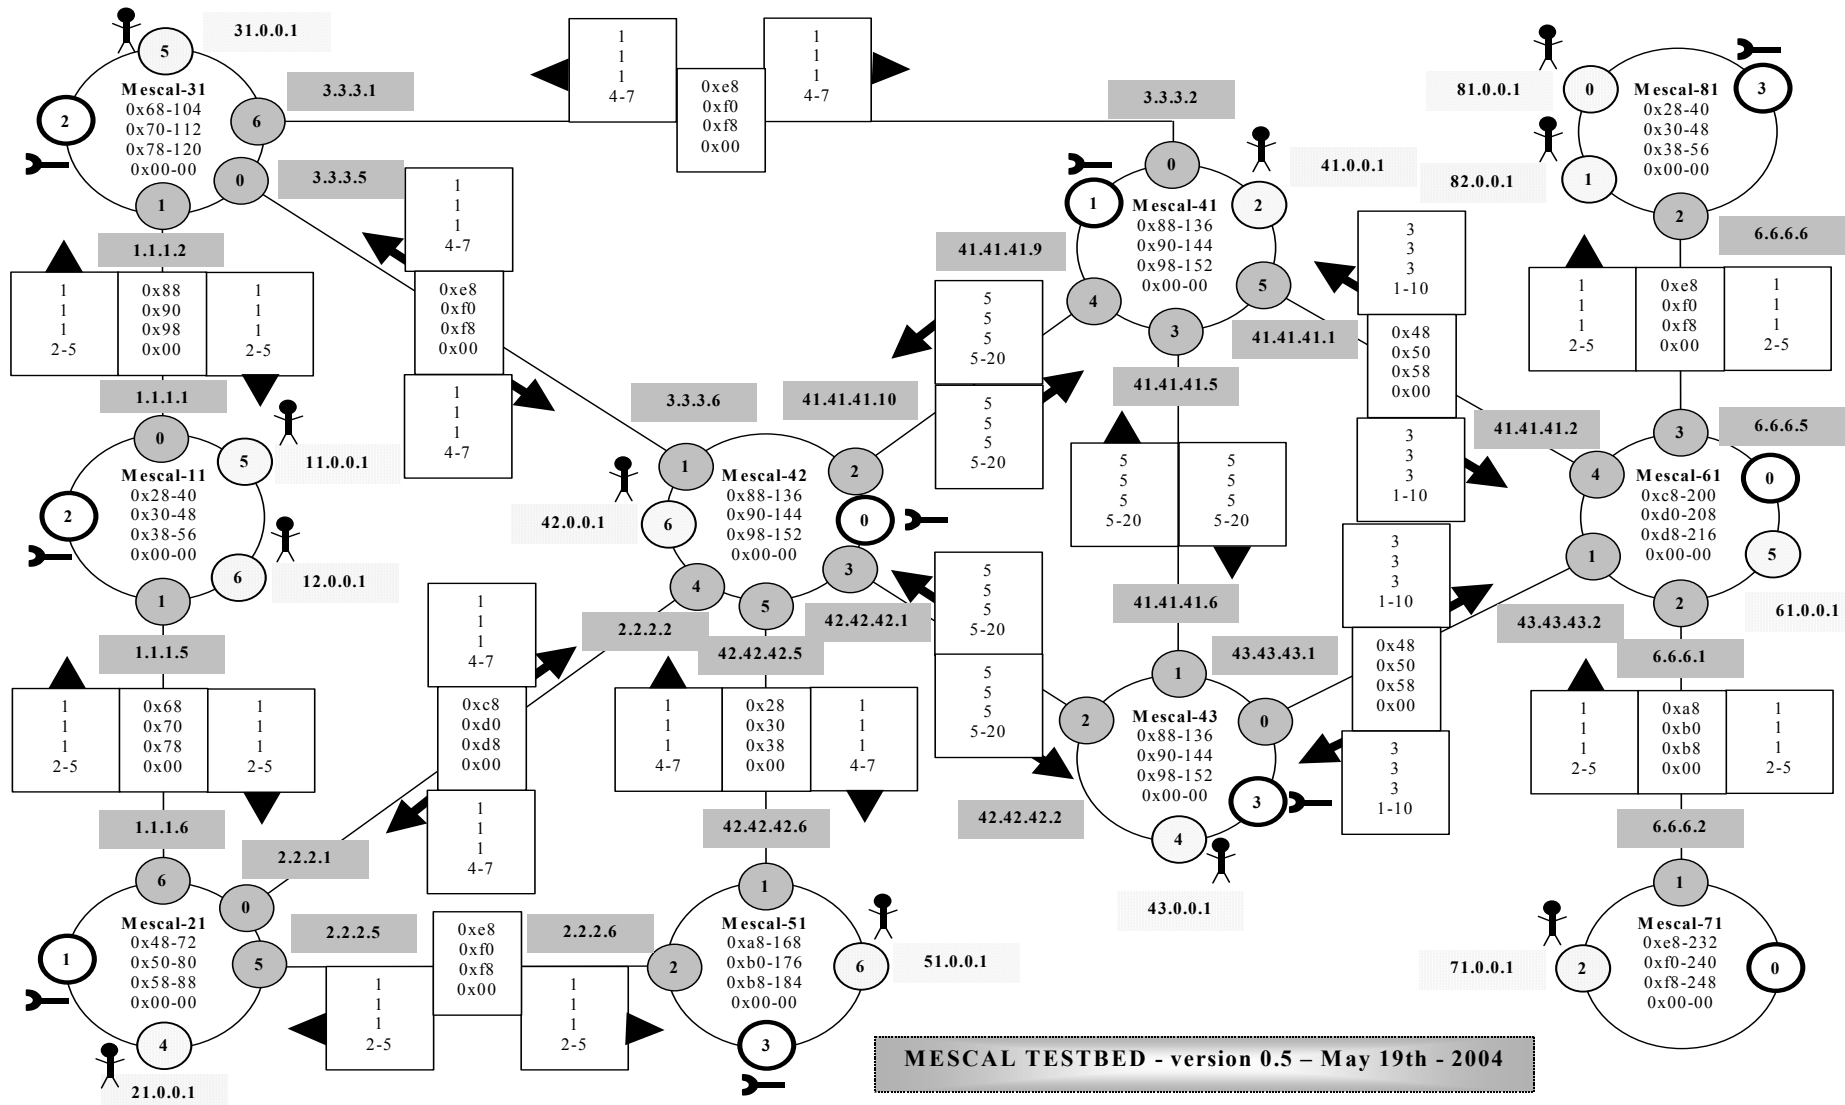 31.0.0.1
5
Mescal-31
0x68-104
0x70-112
0x78-120
0x00-00
2
6
0
1
3.3.3.1
3.3.3.5
1.1.1.2
1
1
1
4-7
0xe8
0xf0
0xf8
0x00
1
1
1
4-7
3.3.3.2
0
1
2
41.0.0.1
Mescal-41
0x88-136
0x90-144
0x98-152
0x00-00
4
3
5
41.41.41.9
41.41.41.5
41.41.41.1
81.0.0.1
82.0.0.1
0
1
3
Mescal-81
0x28-40
0x30-48
0x38-56
0x00-00
2
6.6.6.6
1
1
1
4-7
0xe8
0xf0
0xf8
0x00
1
1
1
4-7
3.3.3.6
1
1
1
2-5
0x88
0x90
0x98
0x00
1
1
1
2-5
1.1.1.1
5
5
5
5-20
5
5
5
5-20
41.41.41.10
3
3
3
1-10
0x48
0x50
0x58
0x00
3
3
3
1-10
41.41.41.2
1
1
1
2-5
0xe8
0xf0
0xf8
0x00
1
1
1
2-5
6.6.6.5
0
5
11.0.0.1
Mescal-11
0x28-40
0x30-48
0x38-56
0x00-00
2
6
12.0.0.1
1
1.1.1.5
1
2
Mescal-42
0x88-136
0x90-144
0x98-152
0x00-00
42.0.0.1
6
0
4
5
3
2.2.2.2
42.42.42.5
42.42.42.1
5
5
5
5-20
5
5
5
5-20
41.41.41.6
3
4
0
Mescal-61
0xc8-200
0xd0-208
0xd8-216
0x00-00
1
5
2
61.0.0.1
43.43.43.2
6.6.6.1
1
1
1
2-5
0x68
0x70
0x78
0x00
1
1
1
2-5
1.1.1.6
1
1
1
4-7
0xc8
0xd0
0xd8
0x00
1
1
1
4-7
2.2.2.1
1
1
1
4-7
0x28
0x30
0x38
0x00
1
1
1
4-7
42.42.42.6
5
5
5
5-20
5
5
5
5-20
42.42.42.2
43.43.43.1
1
2
0
Mescal-43
0x88-136
0x90-144
0x98-152
0x00-00
3
4
43.0.0.1
3
3
3
1-10
0x48
0x50
0x58
0x00
3
3
3
1-10
1
1
1
2-5
0xa8
0xb0
0xb8
0x00
1
1
1
2-5
6.6.6.2
6
0
Mescal-21
0x48-72
0x50-80
0x58-88
0x00-00
1
5
4
21.0.0.1
2.2.2.5
1
1
1
2-5
0xe8
0xf0
0xf8
0x00
1
1
1
2-5
2.2.2.6
1
2
Mescal-51
0xa8-168
0xb0-176
0xb8-184
0x00-00
6
51.0.0.1
3
1
Mescal-71
0xe8-232
0xf0-240
0xf8-248
0x00-00
71.0.0.1
2
0
MESCAL TESTBED - version 0.5 – May 19th - 2004